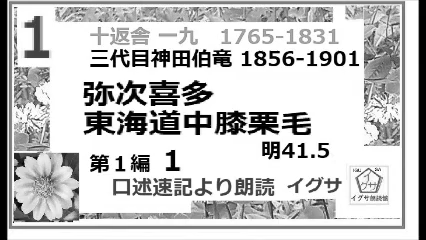 1
十返舎 一九 1765-1831
三代目神田伯竜 1856-1901
弥次喜多
東海道中膝栗毛
第1編 1
明41.5
口述速記より朗読 イグサ
イグサ朗読館